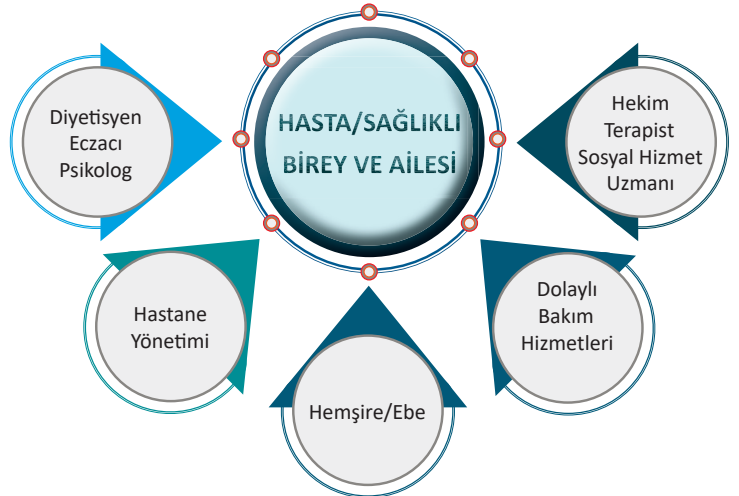 HASTA/SAĞLIKLI
BİREY VE AİLESİ
Diyetisyen
Eczacı
Psikolog
Hekim
Terapist
Sosyal Hizmet
Uzmanı
Hastane
Yönetimi
Dolaylı
Bakım
Hizmetleri
Hemşire/Ebe